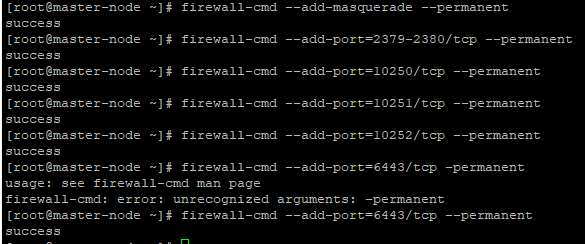 [root@master-node ~]# firewall-cmd --add-masquerade --permanent
success
[root@master-node ~]# firewall-cmd --add-port=2379-2380/tcp --permanent
success
[root@master-node ~]# firewall-cmd --add-port=10250/tcp --permanent
success
[root@master-node ~]# firewall-cmd --add-port=10251/tcp --permanent
success
[root@master-node ~]# firewall-cmd --add-port=10252/tcp --permanent
success
[root@master-node ~]# firewall-cmd --add-port=6443/tcp -permanent
usage: see firewall-cmd man page
firewall-cmd: error: unrecognized arguments: -permanent
[root@master-node ~]# firewall-cmd --add-port=6443/tcp --permanent
success